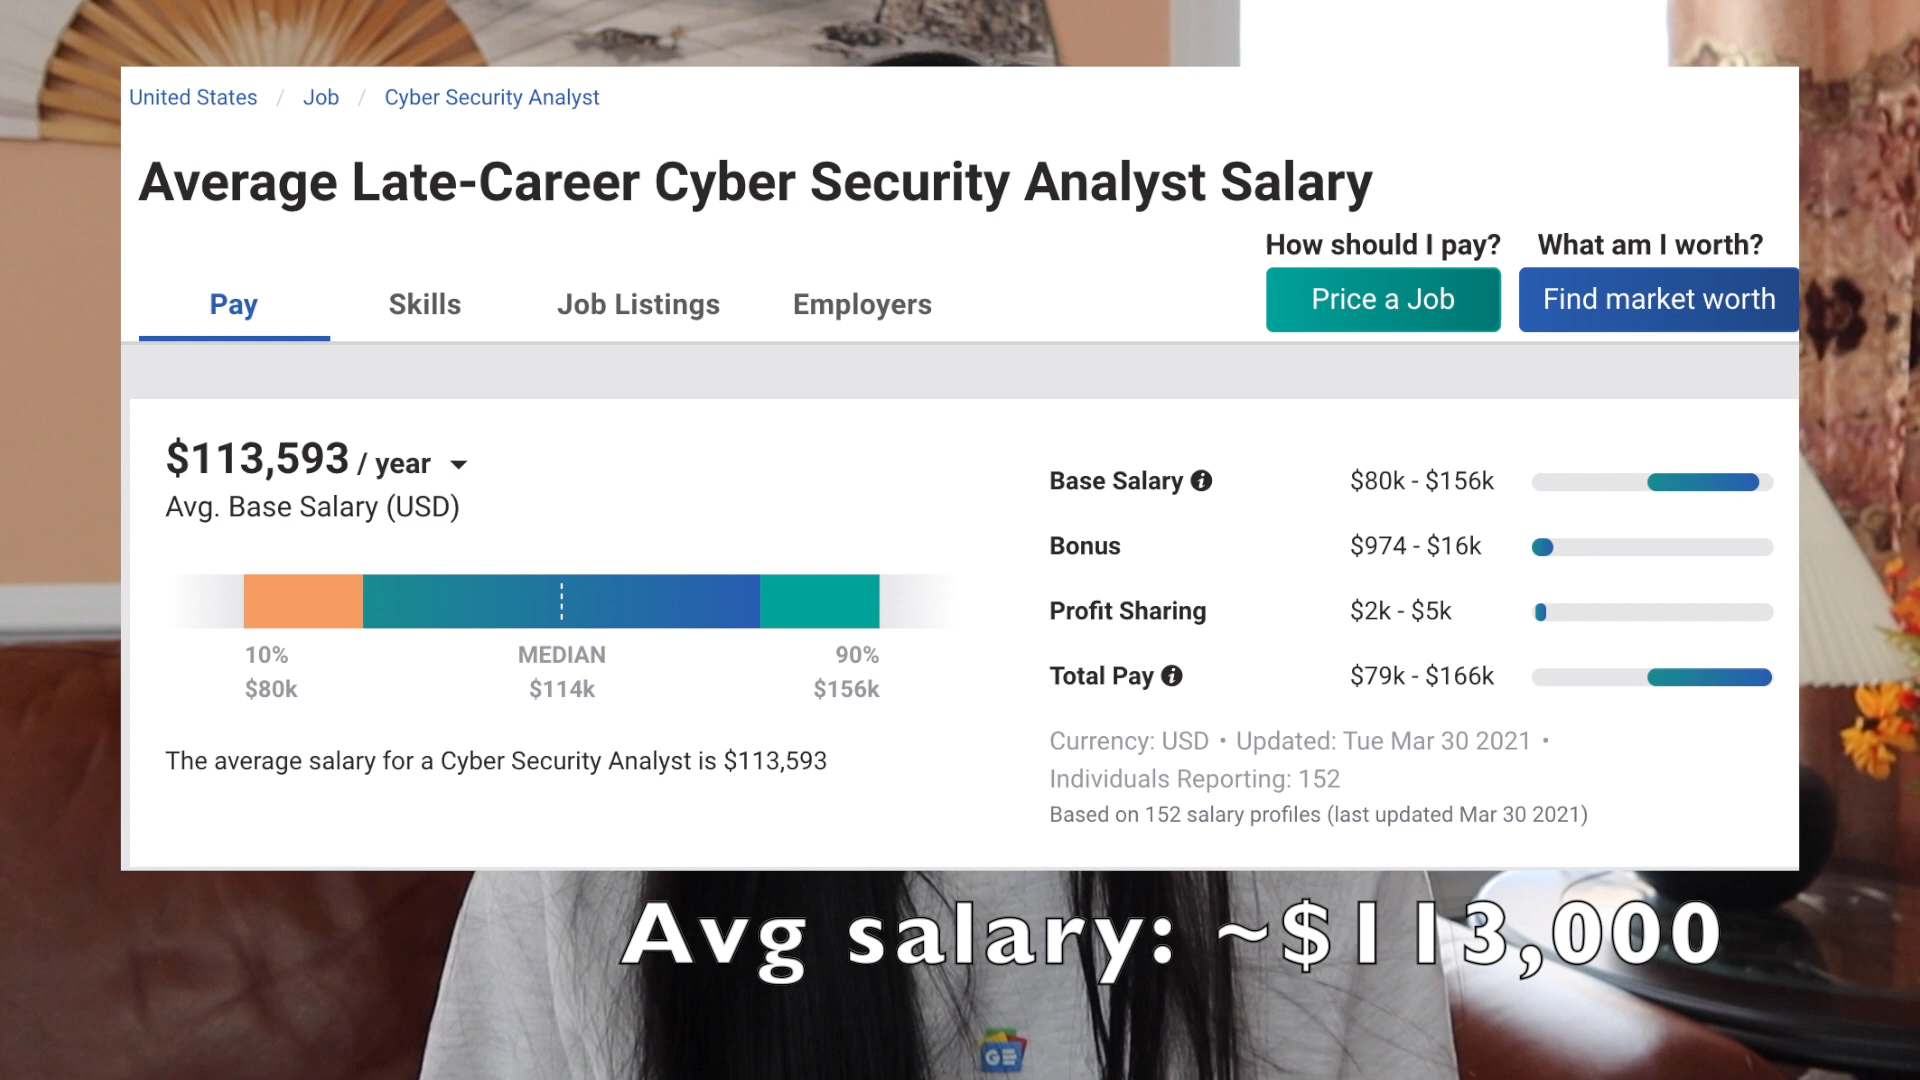 United States / Job / Cyber Security Analyst
Average Late-Career Cyber Security Analyst Salary
How should I pay? What am I worth?
Pay Skills Job Listings Employers Price a Job Find market worth
$113,593 / year
Avg. Base Salary (USD)
10% MEDIAN 90%
$80k $114k $156k
The average salary for a Cyber Security Analyst is $113,593
Base Salary $80k - $156k
Bonus $974 - $16k
Profit Sharing $2k - $5k
Total Pay $79k - $166k
Currency: USD • Updated: Tue Mar 30 2021 •
Individuals Reporting: 152
Based on 152 salary profiles (last updated Mar 30 2021)
Avg salary: ~$113,000
GE